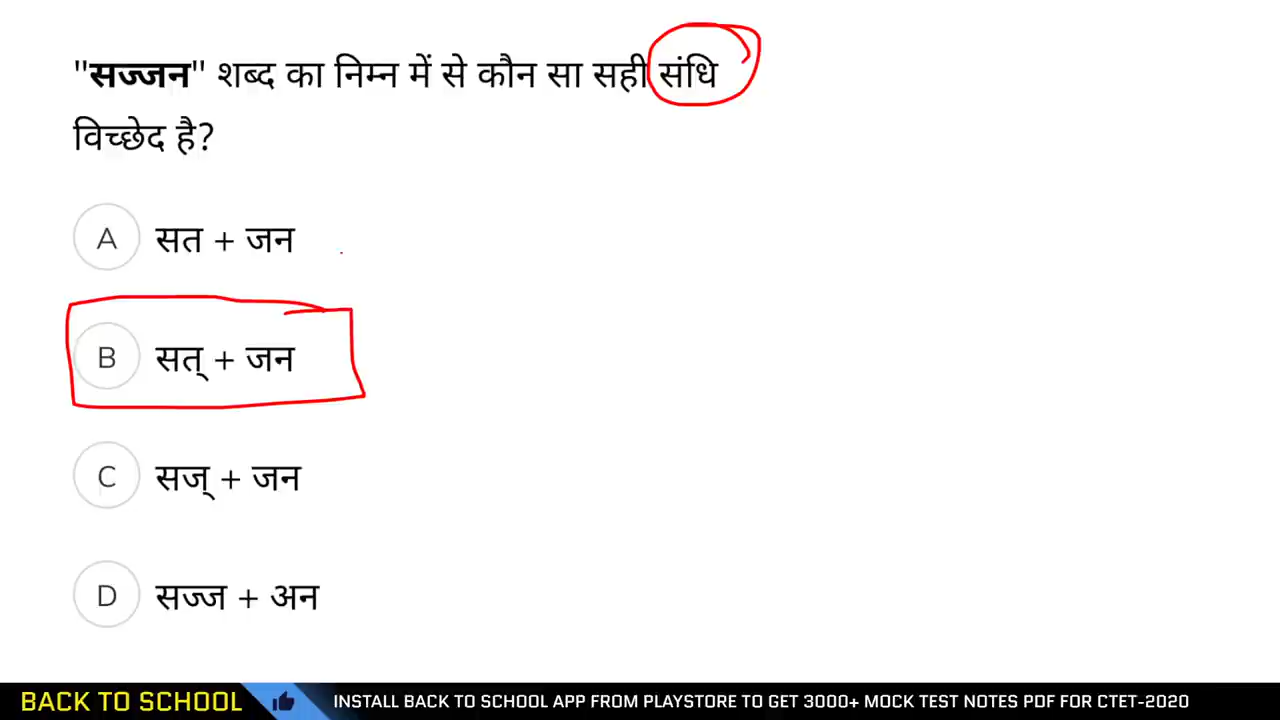 "सज्जन" शब्द का निम्न में से कौन सा सही संधि
विच्छेद है?
A सत + जन
B सत् + जन
C सज् + जन
D सज्ज + अन
BACK TO SCHOOL INSTALL BACK TO SCHOOL APP FROM PLAYSTORE TO GET 3000+ MOCK TEST NOTES PDF FOR CTET-2020